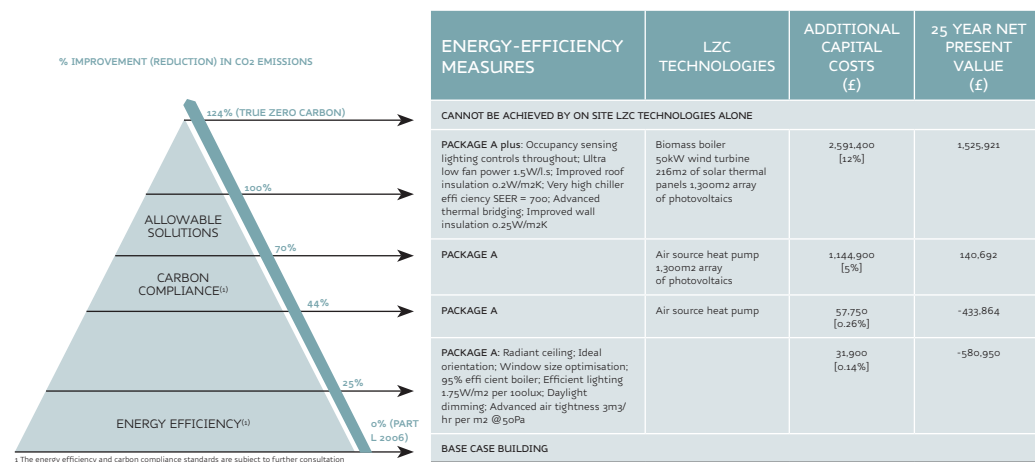 % IMPROVEMENT (REDUCTION) IN CO2 EMISSIONS
124% (TRUE ZERO CARBON)
100%
ALLOWABLE
SOLUTIONS
70%
CARBON
COMPLIANCE(1)
44%
25%
ENERGY EFFICIENCY(1)
0% (PART
L 2006)
1 The energy efficiency and carbon compliance standards are subject to further consultation
ENERGY-EFFICIENCY
MEASURES
LZC
TECHNOLOGIES
ADDITIONAL
CAPITAL
COSTS
(£)
25 YEAR NET
PRESENT
VALUE
(£)
CANNOT BE ACHIEVED BY ON SITE LZC TECHNOLOGIES ALONE
PACKAGE A plus: Occupancy sensing
lighting controls throughout; Ultra
low fan power 1.5W/l.s; Improved roof
insulation 0.2W/m2K; Very high chiller
effi ciency SEER = 700; Advanced
thermal bridging; Improved wall
insulation 0.25W/m2K
Biomass boiler
50kW wind turbine
216m2 of solar thermal
panels 1,300m2 array
of photovoltaics
2,591,400
[12%]
1,525,921
PACKAGE A
Air source heat pump
1,300m2 array
of photovoltaics
1,144,900
[5%]
140,692
PACKAGE A
Air source heat pump
57,750
[0.26%]
-433,864
PACKAGE A: Radiant ceiling; Ideal
orientation; Window size optimisation;
95% effi cient boiler; Efficient lighting
1.75W/m2 per 100lux; Daylight
dimming; Advanced air tightness 3m3/
hr per m2 @50Pa
31,900
[0.14%]
-580,950
BASE CASE BUILDING